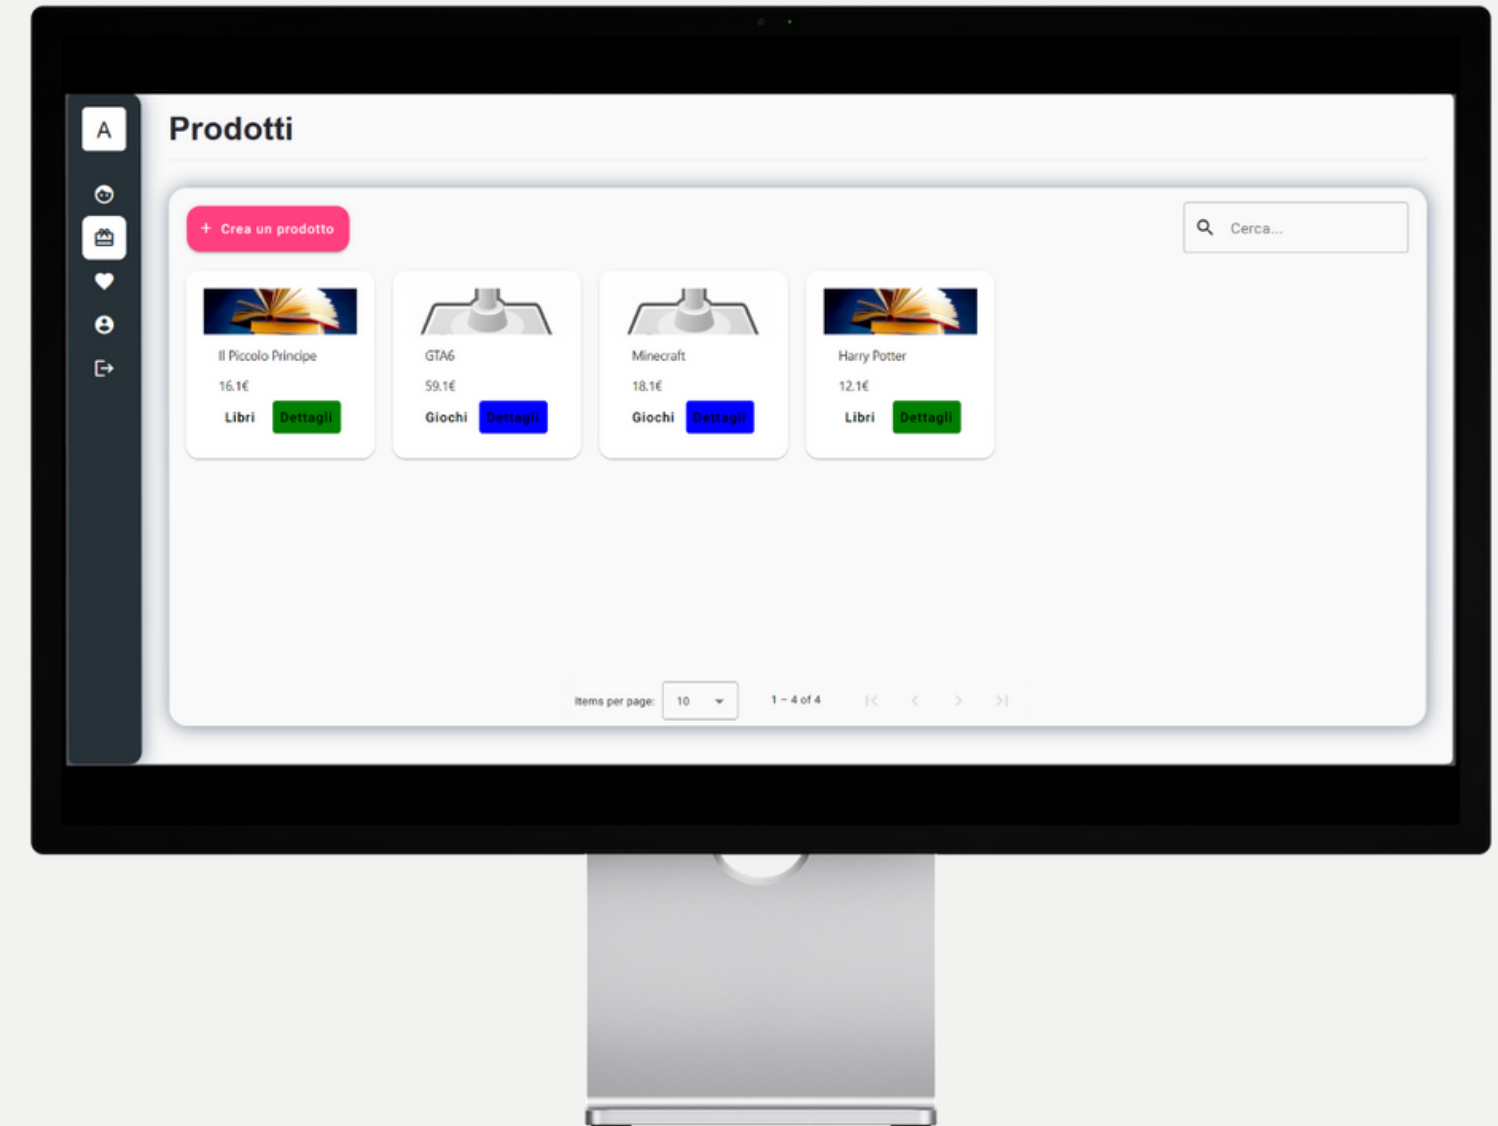 A
Prodotti
+ Crea un prodotto
Cerca...
Il Piccolo Principe
16.1€
Libri Dettagli
GTA6
59.1€
Giochi Dettagli
Minecraft
18.1€
Giochi Dettagli
Harry Potter
12.1€
Libri Dettagli
Items per page: 10 1 – 4 of 4